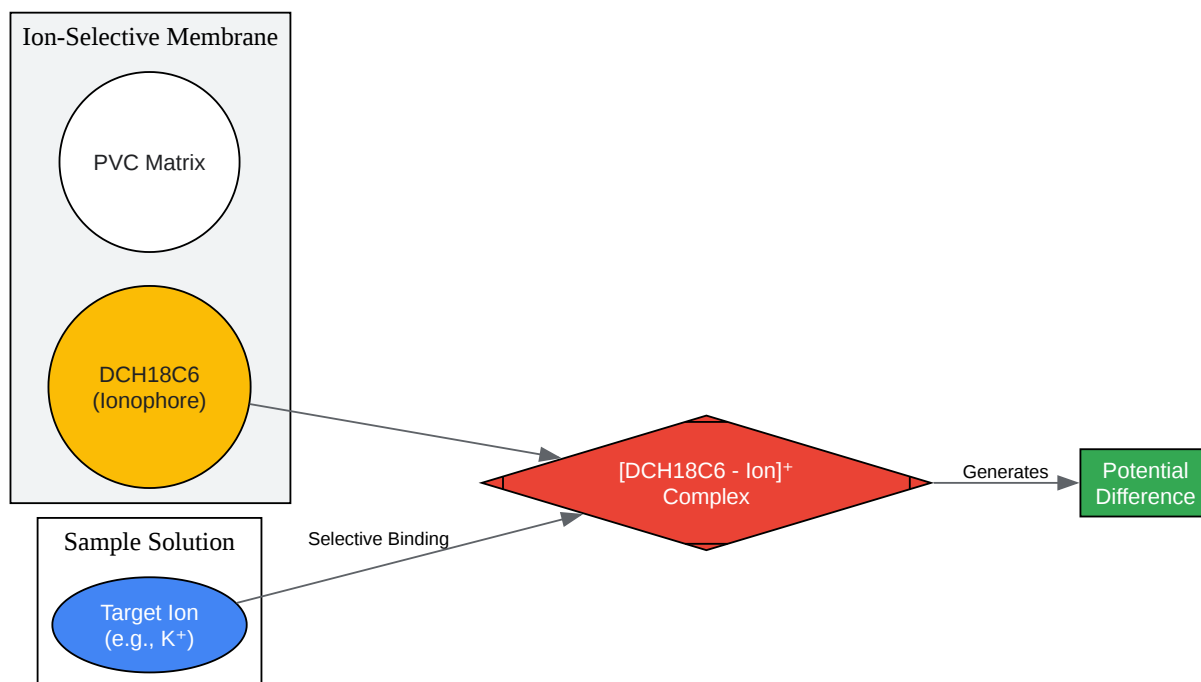 Ion-Selective Membrane
PVC Matrix
DCH18C6
(Ionophore)
Sample Solution
Target Ion
(e.g., K⁺)
Selective Binding
[DCH18C6 - Ion]⁺
Complex
Generates
Potential
Difference